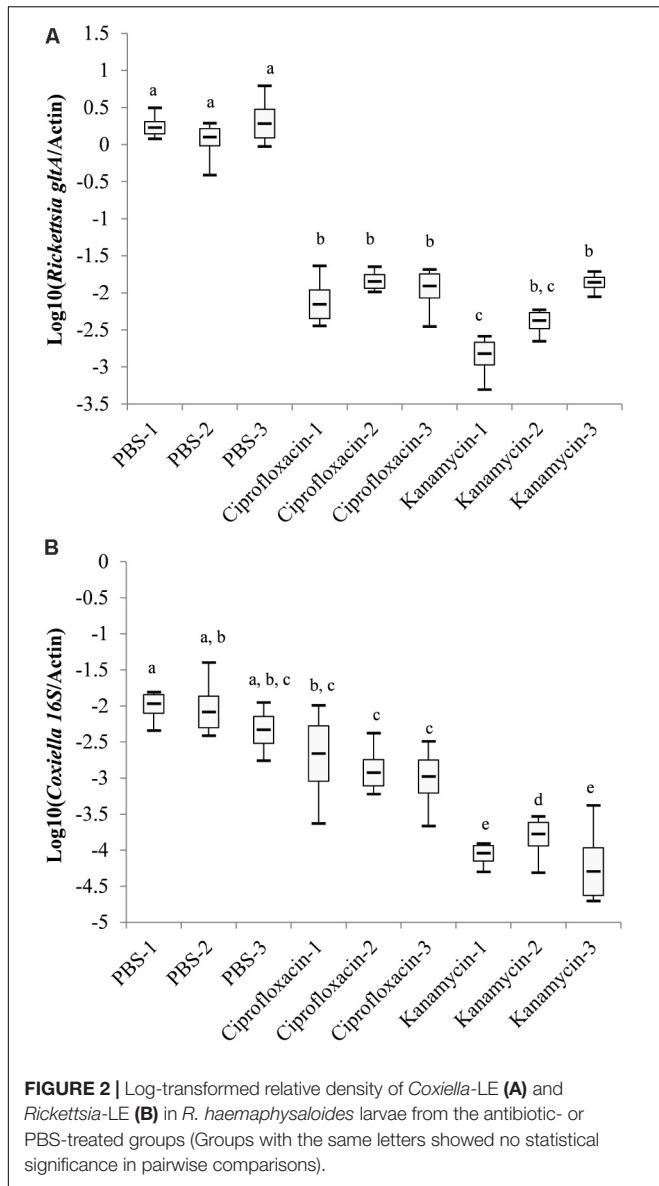 A
Log10(Rickettsia gltA/Actin)
1.5
1
0.5
0
-0.5
-1
-1.5
-2
-2.5
-3
-3.5
a
a
a
b
b
b
c
b, c
b
PBS-1
PBS-2
PBS-3
Ciprofloxacin-1
Ciprofloxacin-2
Ciprofloxacin-3
Kanamycin-1
Kanamycin-2
Kanamycin-3
B
Log10(Coxiella 16S/Actin)
0
-0.5
-1
-1.5
-2
-2.5
-3
-3.5
-4
-4.5
-5
a
a, b
a, b, c
b, c
c
c
e
d
e
PBS-1
PBS-2
PBS-3
Ciprofloxacin-1
Ciprofloxacin-2
Ciprofloxacin-3
Kanamycin-1
Kanamycin-2
Kanamycin-3
FIGURE 2 | Log-transformed relative density of Coxiella-LE (A) and
Rickettsia-LE (B) in R. haemaphysaloides larvae from the antibiotic- or
PBS-treated groups (Groups with the same letters showed no statistical
significance in pairwise comparisons).